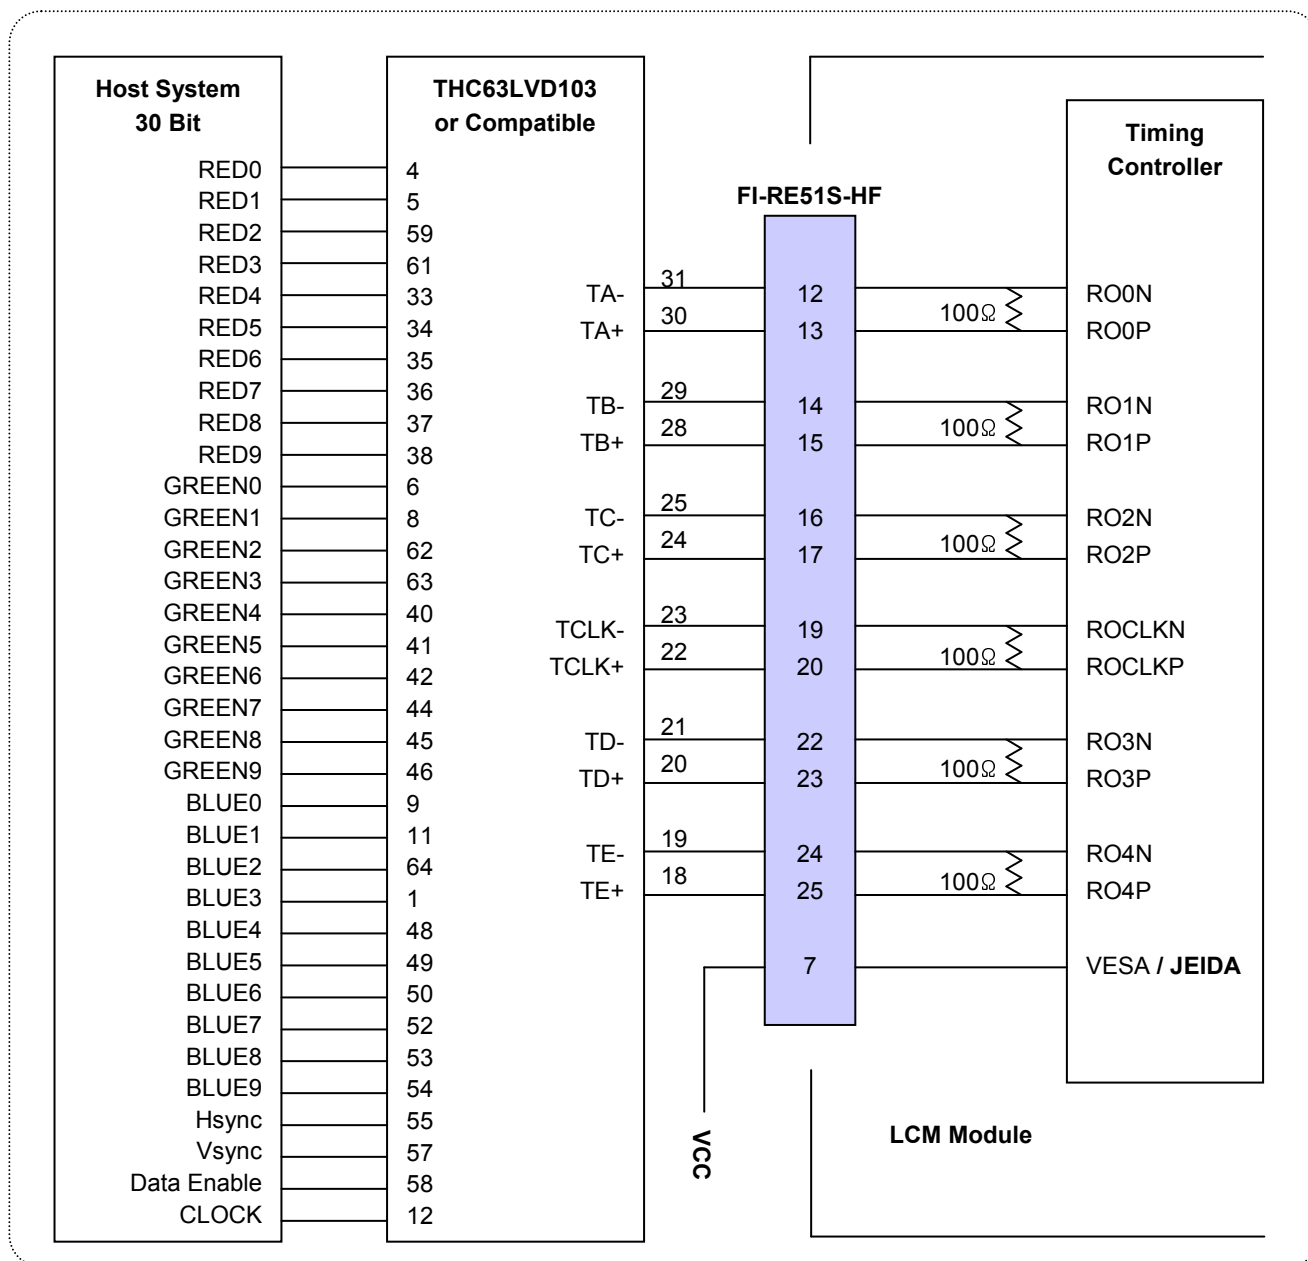 Host System
30 Bit
THC63LVD103
or Compatible
Timing
Controller
FI-RE51S-HF
RED0 4
RED1 5
RED2 59
RED3 61
RED4 33
RED5 34
RED6 35
RED7 36
RED8 37
RED9 38
GREEN0 6
GREEN1 8
GREEN2 62
GREEN3 63
GREEN4 40
GREEN5 41
GREEN6 42
GREEN7 44
GREEN8 45
GREEN9 46
BLUE0 9
BLUE1 11
BLUE2 64
BLUE3 1
BLUE4 48
BLUE5 49
BLUE6 50
BLUE7 52
BLUE8 53
BLUE9 54
Hsync 55
Vsync 57
Data Enable 58
CLOCK 12
TA- 31 12 RO0N
100Ω
TA+ 30 13 RO0P
TB- 29 14 RO1N
100Ω
TB+ 28 15 RO1P
TC- 25 16 RO2N
100Ω
TC+ 24 17 RO2P
TCLK- 23 19 ROCLKN
100Ω
TCLK+ 22 20 ROCLKP
TD- 21 22 RO3N
100Ω
TD+ 20 23 RO3P
TE- 19 24 RO4N
100Ω
TE+ 18 25 RO4P
7 VESA / JEIDA
VCC
LCM Module